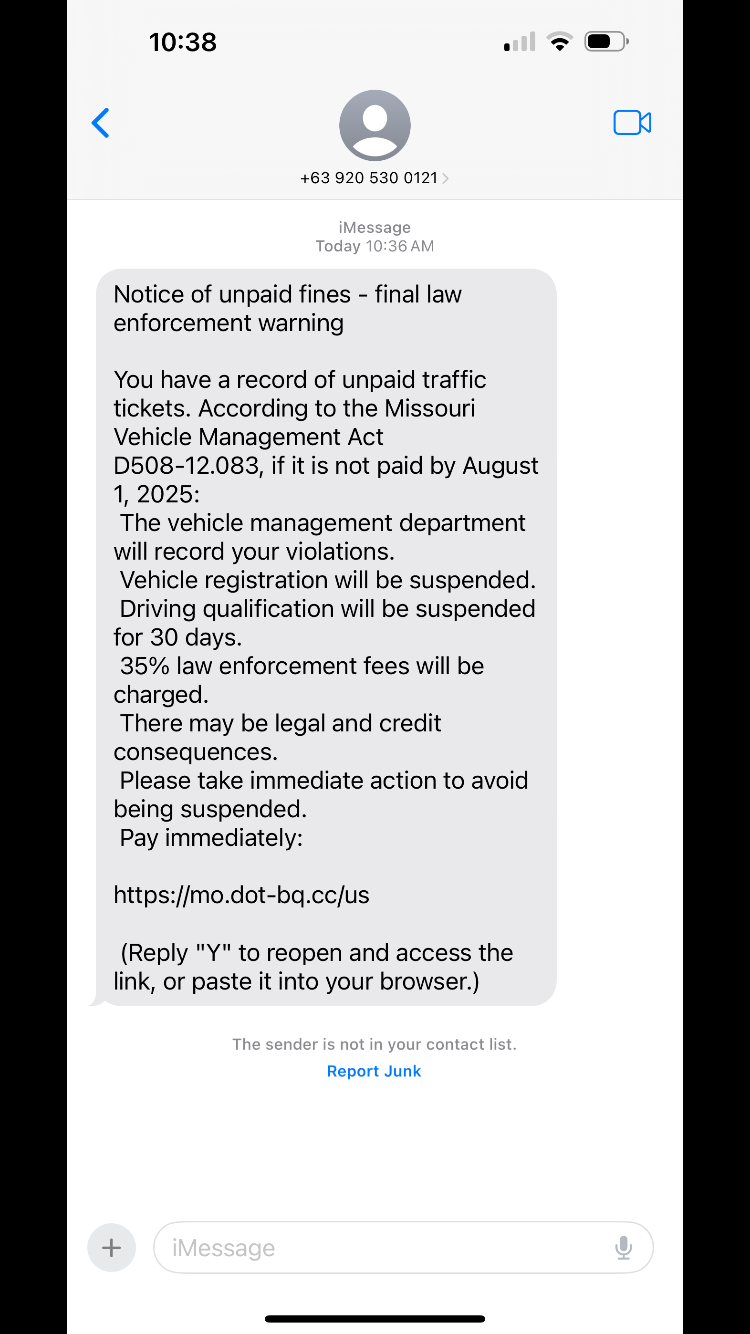 10:38
+63 920 530 0121
iMessage
Today 10:36 AM
Notice of unpaid fines - final law
enforcement warning
You have a record of unpaid traffic
tickets. According to the Missouri
Vehicle Management Act
D508-12.083, if it is not paid by August
1, 2025:
The vehicle management department
will record your violations.
Vehicle registration will be suspended.
Driving qualification will be suspended
for 30 days.
35% law enforcement fees will be
charged.
There may be legal and credit
consequences.
Please take immediate action to avoid
being suspended.
Pay immediately:
https://mo.dot-bq.cc/us
(Reply "Y" to reopen and access the
link, or paste it into your browser.)
The sender is not in your contact list.
Report Junk
iMessage